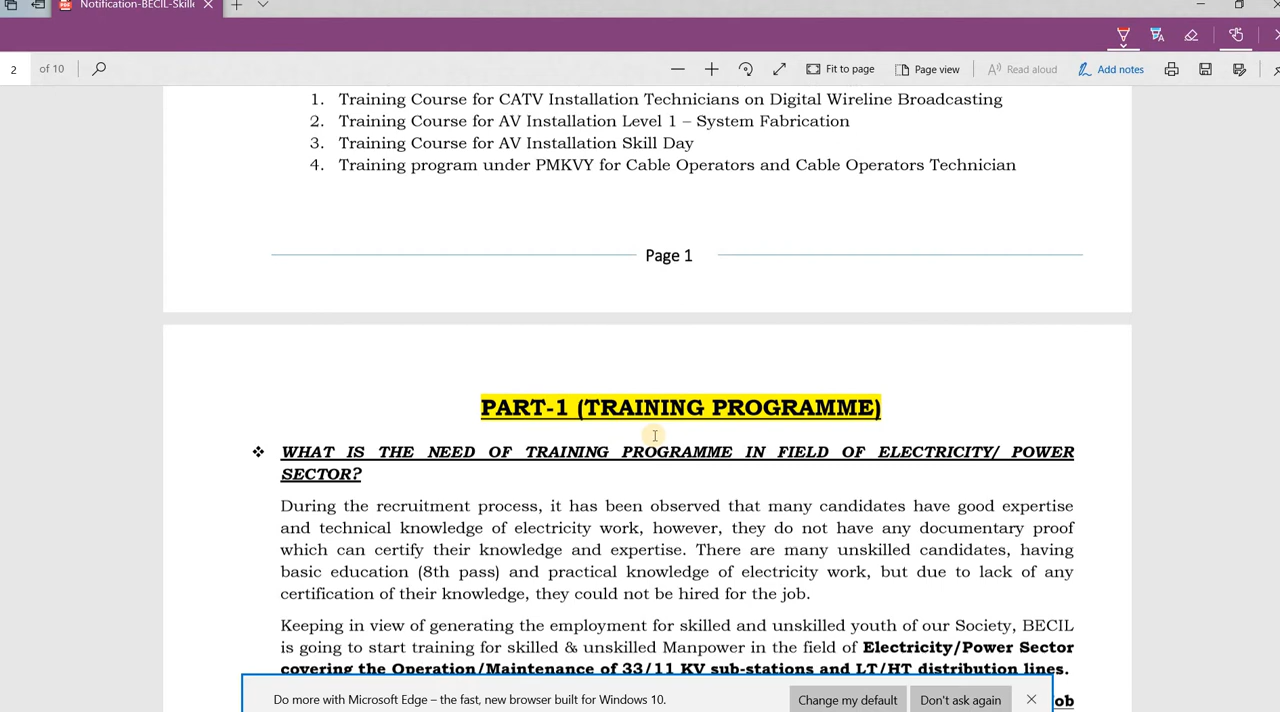 Notification-BECIL-Skill
2 of 10
Fit to page
Page view
Read aloud
Add notes
1. Training Course for CATV Installation Technicians on Digital Wireline Broadcasting
2. Training Course for AV Installation Level 1 – System Fabrication
3. Training Course for AV Installation Skill Day
4. Training program under PMKVY for Cable Operators and Cable Operators Technician
Page 1
PART-1 (TRAINING PROGRAMME)
❖ WHAT IS THE NEED OF TRAINING PROGRAMME IN FIELD OF ELECTRICITY/ POWER
SECTOR?
During the recruitment process, it has been observed that many candidates have good expertise
and technical knowledge of electricity work, however, they do not have any documentary proof
which can certify their knowledge and expertise. There are many unskilled candidates, having
basic education (8th pass) and practical knowledge of electricity work, but due to lack of any
certification of their knowledge, they could not be hired for the job.
Keeping in view of generating the employment for skilled and unskilled youth of our Society, BECIL
is going to start training for skilled & unskilled Manpower in the field of Electricity/Power Sector
covering the Operation/Maintenance of 33/11 KV sub-stations and LT/HT distribution lines.
ob
Do more with Microsoft Edge – the fast, new browser built for Windows 10.
Change my default
Don't ask again